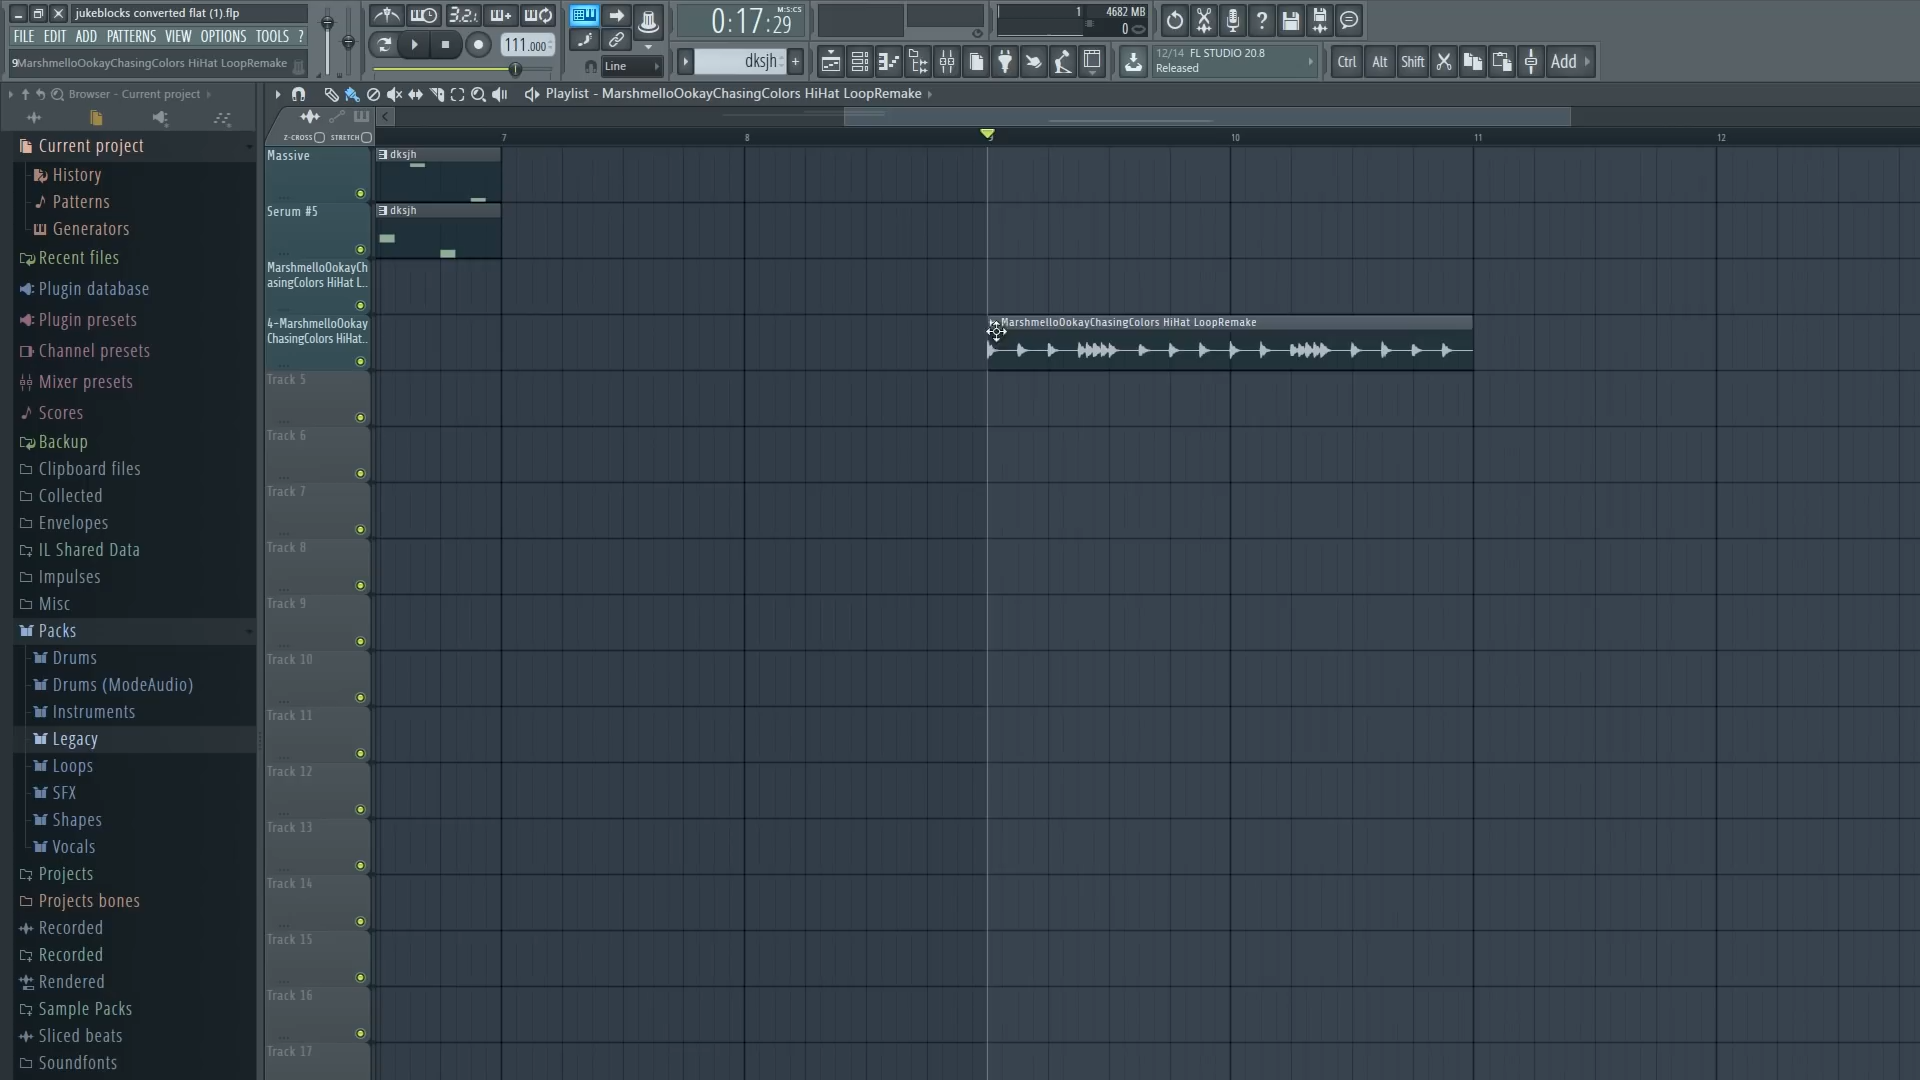 jukeblocks converted flat (1).flp
FILE EDIT ADD PATTERNS VIEW OPTIONS TOOLS ?
9MarshmelloOokayChasingColors HiHat LoopRemake
3.2.
111.000
Line
0:17:29
M:S:CS
dksjh
+
1
4682 MB
0
12/14 FL STUDIO 20.8
Released
Ctrl
Alt
Shift
Add
Browser - Current project
Playlist - MarshmelloOokayChasingColors HiHat LoopRemake
Z-CROSS
STRETCH
7
8
9
10
11
12
Current project
History
Patterns
Generators
Recent files
Plugin database
Plugin presets
Channel presets
Mixer presets
Scores
Backup
Clipboard files
Collected
Envelopes
IL Shared Data
Impulses
Misc
Packs
Drums
Drums (ModeAudio)
Instruments
Legacy
Loops
SFX
Shapes
Vocals
Projects
Projects bones
Recorded
Recorded
Rendered
Sample Packs
Sliced beats
Soundfonts
Massive
dksjh
Serum #5
dksjh
MarshmelloOokayCh
asingColors HiHat L..
4-MarshmelloOokay
ChasingColors HiHat..
MarshmelloOokayChasingColors HiHat LoopRemake
Track 5
Track 6
Track 7
Track 8
Track 9
Track 10
Track 11
Track 12
Track 13
Track 14
Track 15
Track 16
Track 17